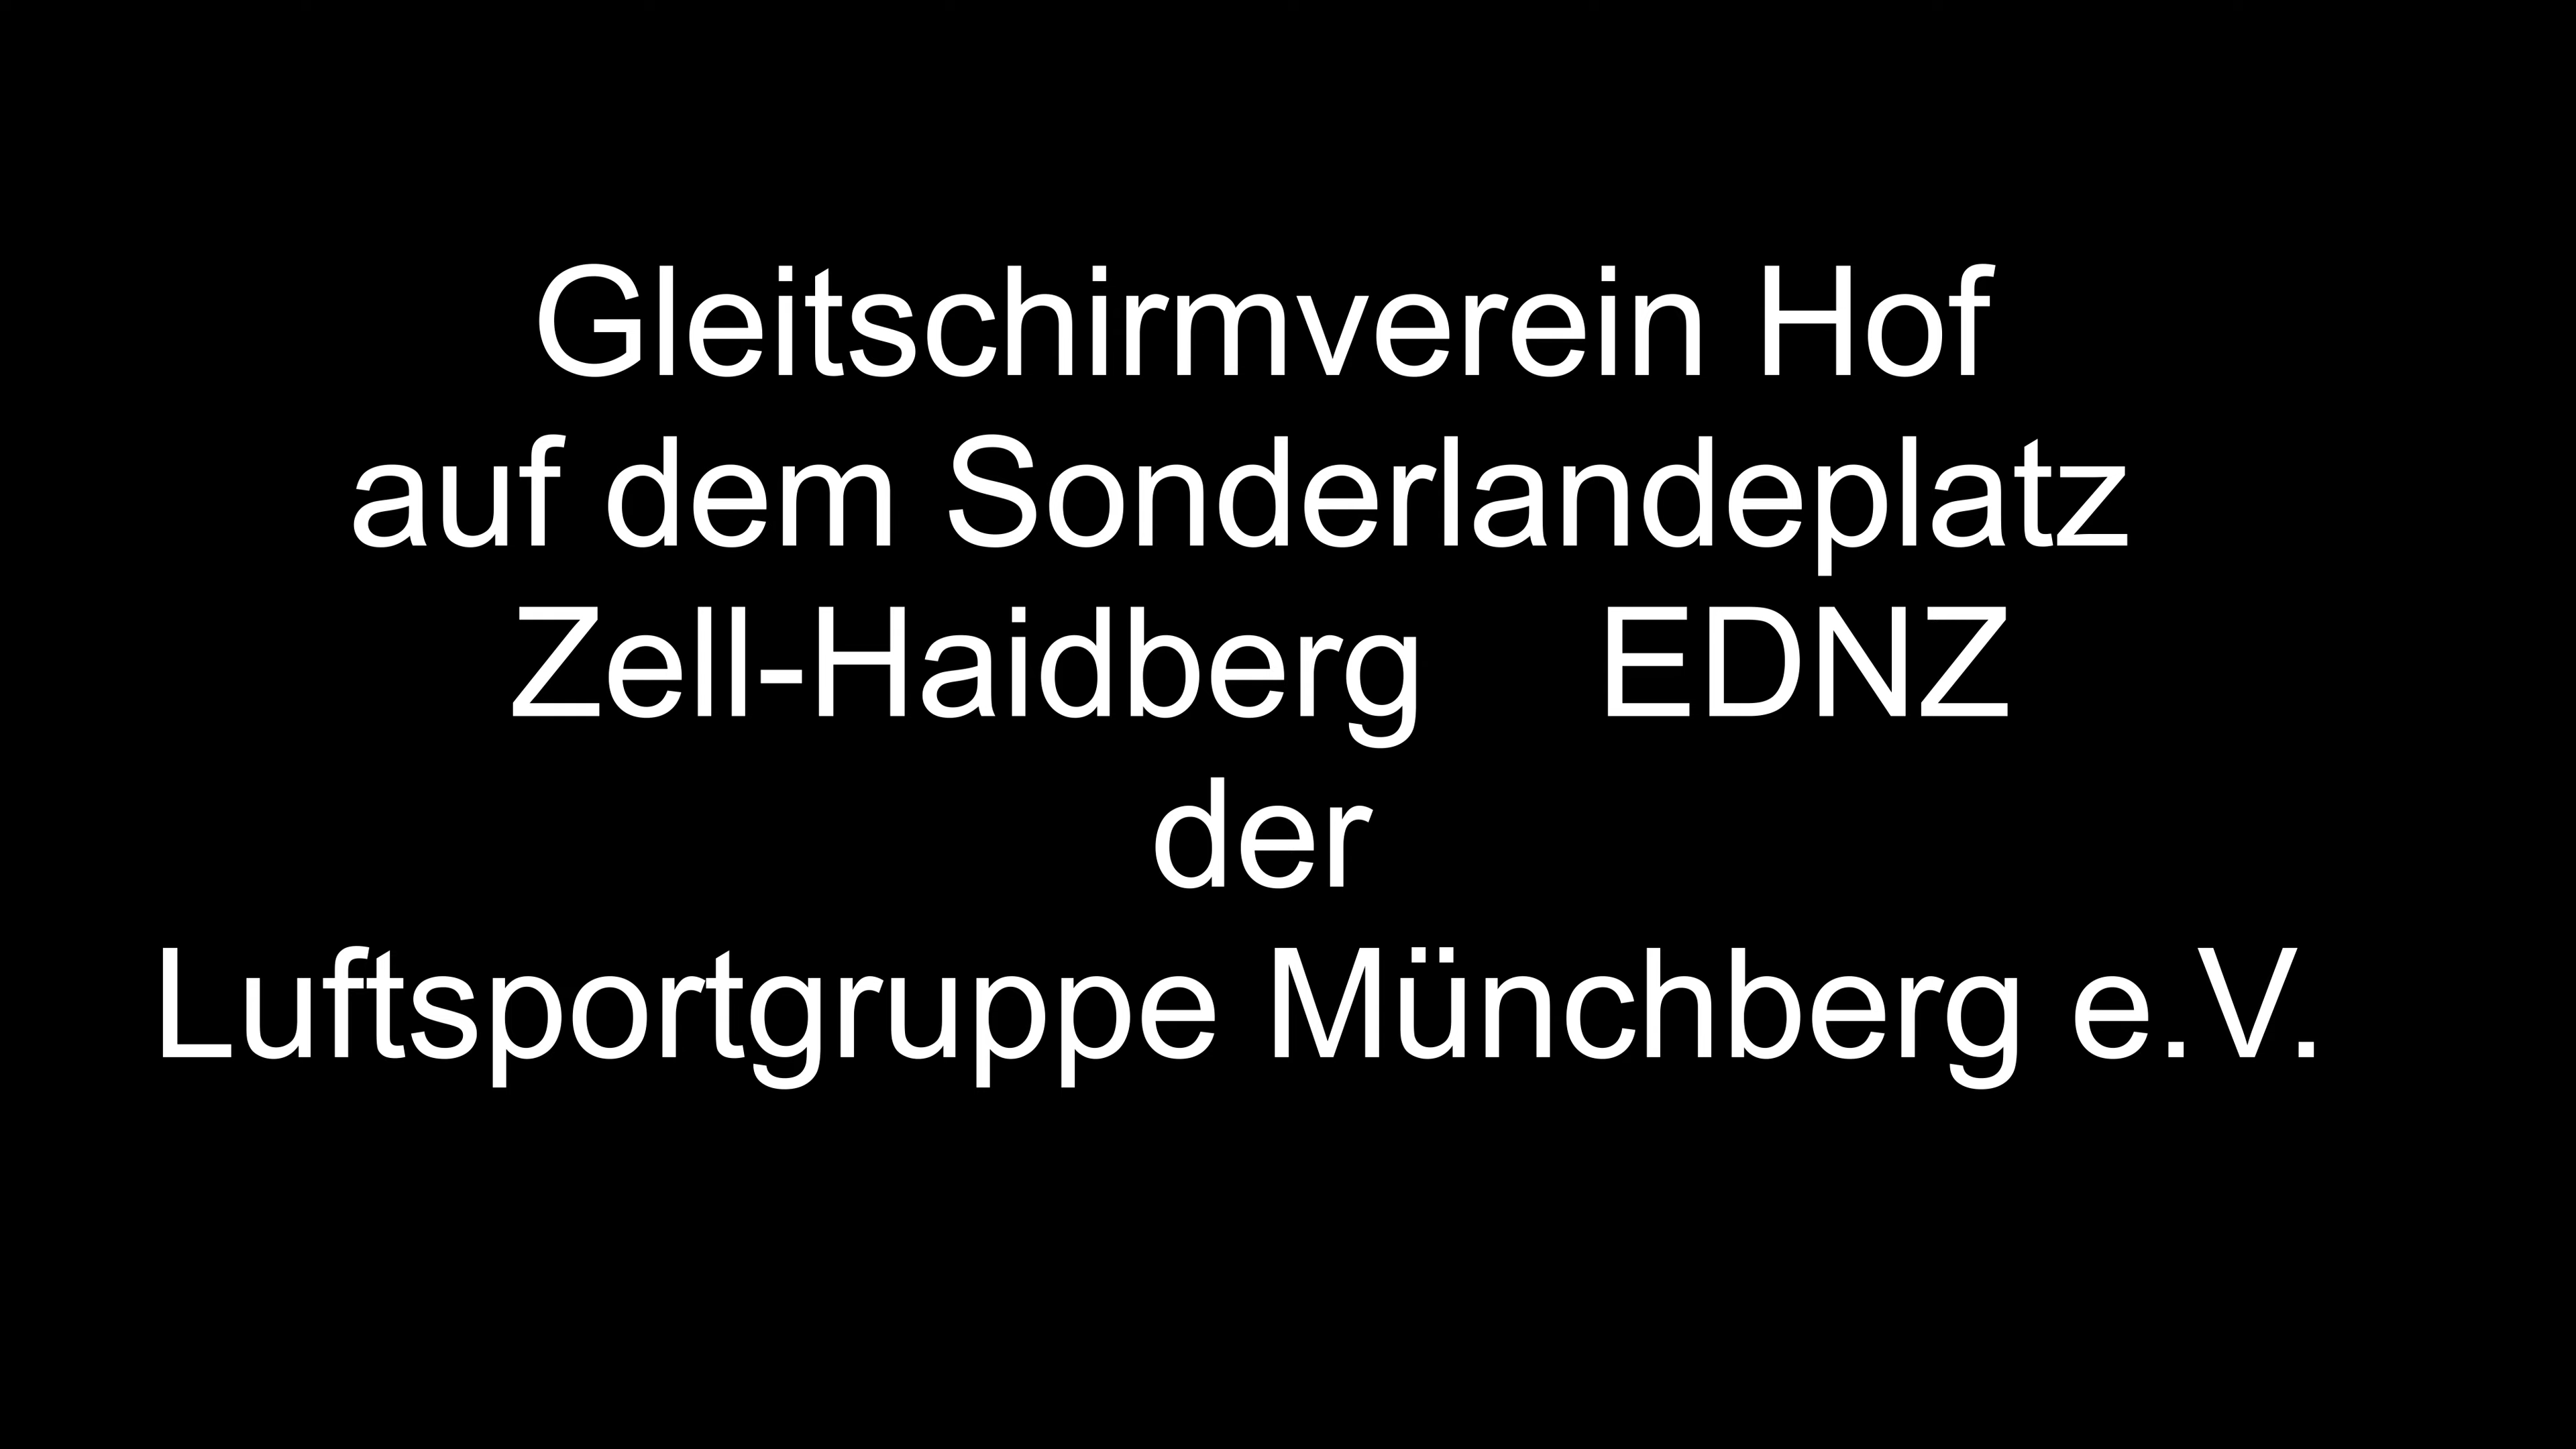 Gleitschirmverein Hof
auf dem Sonderlandeplatz
Zell-Haidberg EDNZ
der
Luftsportgruppe Münchberg e.V.